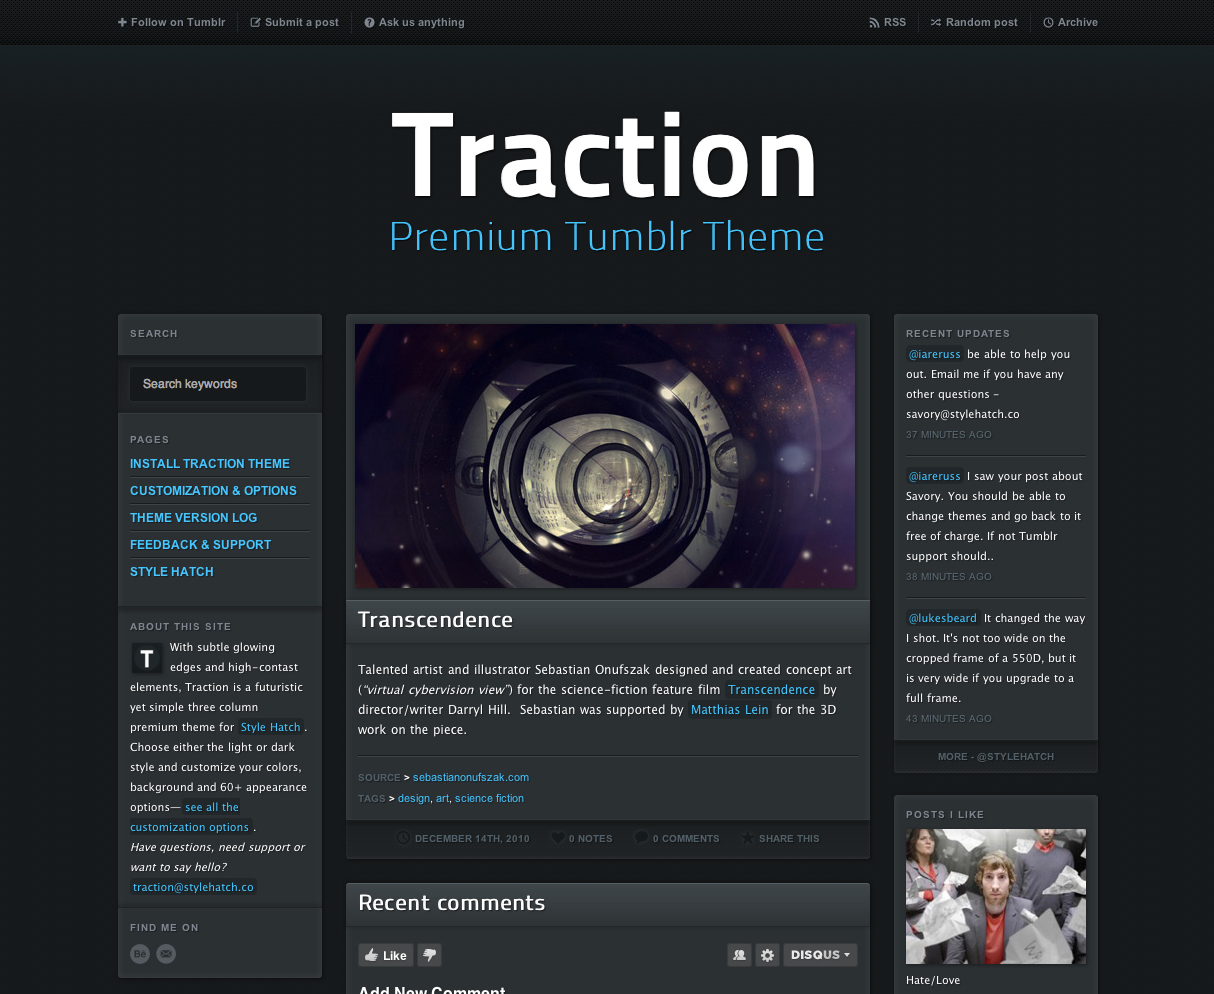 Follow on Tumblr
Submit a post
Ask us anything
RSS
Random post
Archive
Traction
Premium Tumblr Theme
SEARCH
Search keywords
PAGES
INSTALL TRACTION THEME
CUSTOMIZATION & OPTIONS
THEME VERSION LOG
FEEDBACK & SUPPORT
STYLE HATCH
ABOUT THIS SITE
T
With subtle glowing
edges and high-contast
elements, Traction is a futuristic
yet simple three column
premium theme for Style Hatch .
Choose either the light or dark
style and customize your colors,
background and 60+ appearance
options— see all the
customization options .
Have questions, need support or
want to say hello?
traction@stylehatch.co
FIND ME ON
Bē
Transcendence
Talented artist and illustrator Sebastian Onufszak designed and created concept art
("virtual cybervision view") for the science-fiction feature film Transcendence by
director/writer Darryl Hill. Sebastian was supported by Matthias Lein for the 3D
work on the piece.
SOURCE > sebastianonufszak.com
TAGS > design, art, science fiction
DECEMBER 14TH, 2010
0 NOTES
0 COMMENTS
SHARE THIS
Recent comments
Like
DISQUS
Add New Comment
RECENT UPDATES
@iareruss be able to help you
out. Email me if you have any
other questions -
savory@stylehatch.co
37 MINUTES AGO
@iareruss I saw your post about
Savory. You should be able to
change themes and go back to it
free of charge. If not Tumblr
support should..
38 MINUTES AGO
@lukesbeard It changed the way
I shot. It's not too wide on the
cropped frame of a 550D, but it
is very wide if you upgrade to a
full frame.
43 MINUTES AGO
MORE - @STYLEHATCH
POSTS I LIKE
Hate/Love